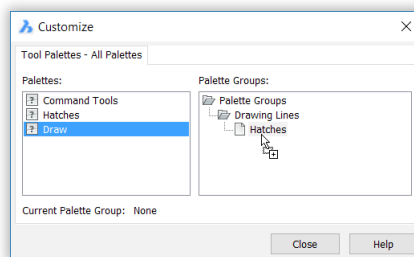 Customize
Tool Palettes - All Palettes
Palettes:
Command Tools
Hatches
Draw
Palette Groups:
Palette Groups
Drawing Lines
Hatches
Current Palette Group: None
Close
Help